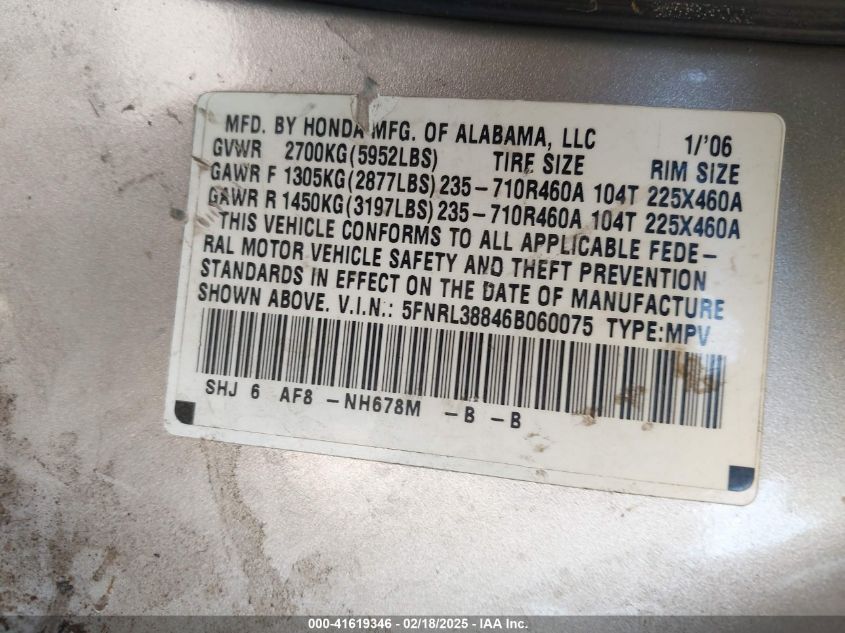 MFD. BY HONDA MFG. OF ALABAMA, LLC 1/'06
GVWR 2700KG(5952LBS) TIRE SIZE RIM SIZE
GAWR F 1305KG(2877LBS) 235-710R460A 104T 225X460A
GAWR R 1450KG(3197LBS) 235-710R460A 104T 225X460A
THIS VEHICLE CONFORMS TO ALL APPLICABLE FEDE-
RAL MOTOR VEHICLE SAFETY AND THEFT PREVENTION
STANDARDS IN EFFECT ON THE DATE OF MANUFACTURE
SHOWN ABOVE. V.I.N.: 5FNRL38846B060075 TYPE:MPV
SHJ 6 AF8 -NH678M -B -B
000-41619346 - 02/18/2025 - IAA Inc.